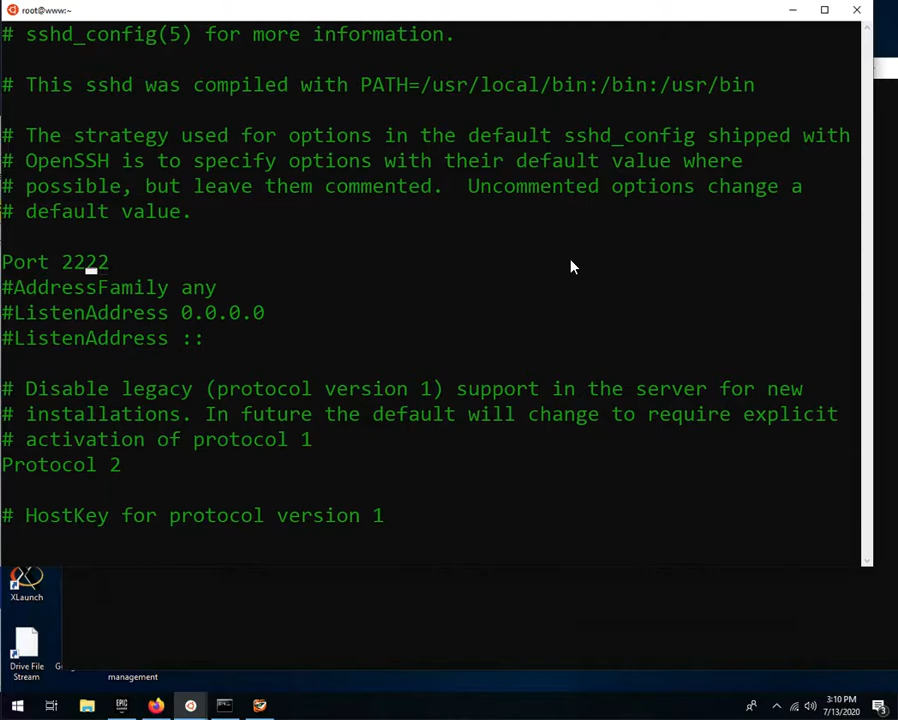 root@www:~
# sshd_config(5) for more information.
# This sshd was compiled with PATH=/usr/local/bin:/bin:/usr/bin
# The strategy used for options in the default sshd_config shipped with
# OpenSSH is to specify options with their default value where
# possible, but leave them commented.  Uncommented options change a
# default value.
Port 2222
#AddressFamily any
#ListenAddress 0.0.0.0
#ListenAddress ::
# Disable legacy (protocol version 1) support in the server for new
# installations. In future the default will change to require explicit
# activation of protocol 1
Protocol 2
# HostKey for protocol version 1
XLaunch
Drive File
Stream
management
EPIC
3:10 PM
7/13/2020
3